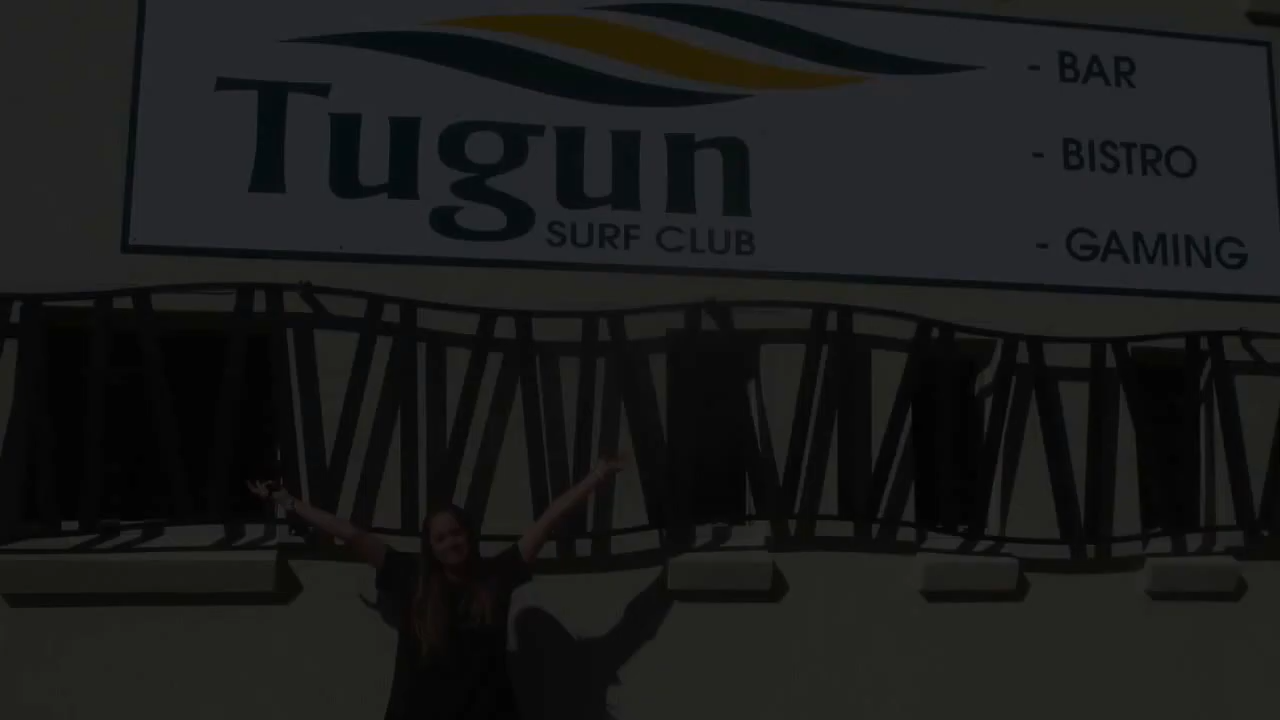 Tugun
SURF CLUB
- BAR
- BISTRO
- GAMING